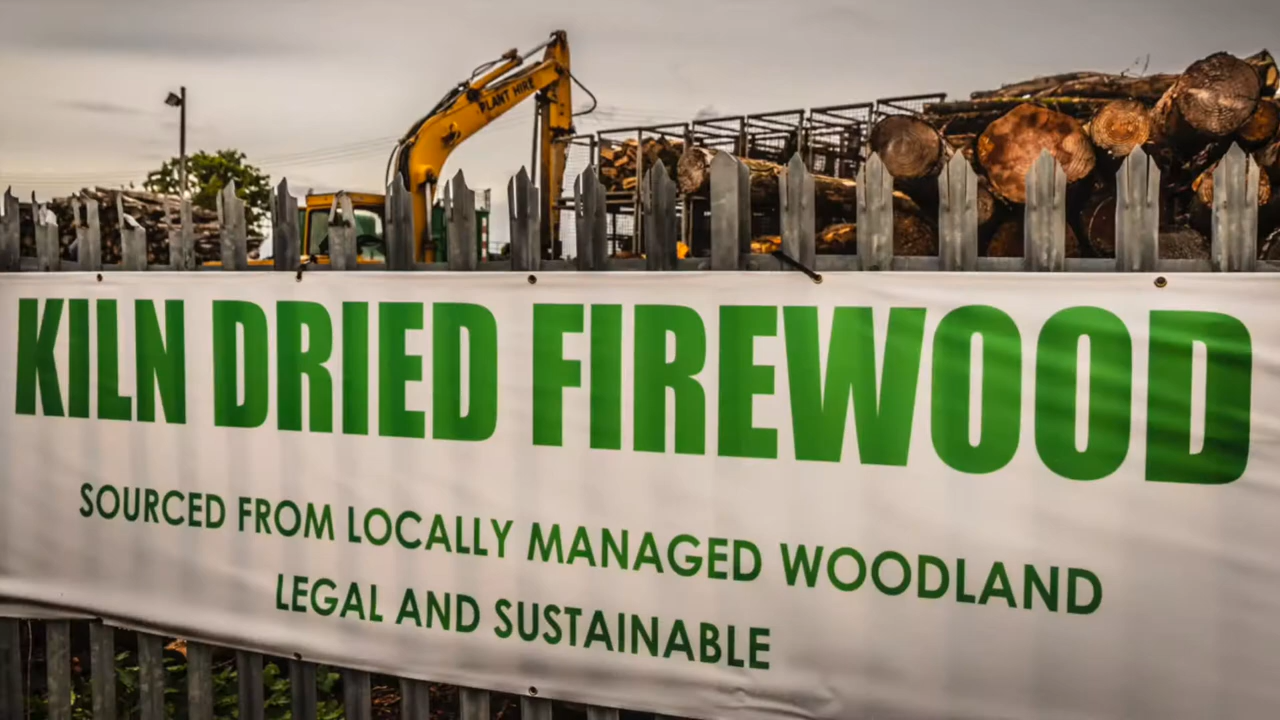 PLANT HIRE
KILN DRIED FIREWOOD
SOURCED FROM LOCALLY MANAGED WOODLAND
LEGAL AND SUSTAINABLE